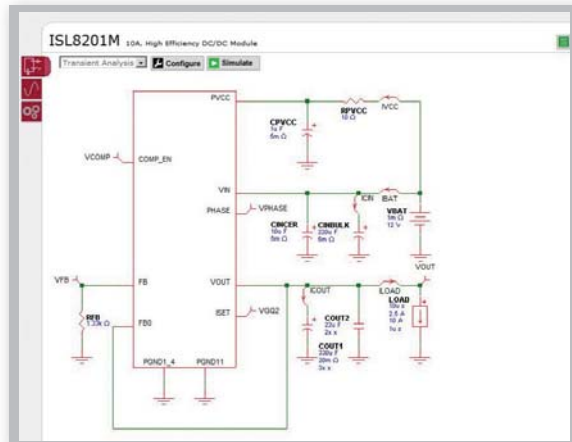 ISL8201M 10A, High Efficiency DC/DC Module
Transient Analysis Configure Simulate
PVCC
CPVCC
1u F
5m Ω
RPVCC
10 Ω
IVCC
VCOMP
COMP_EN
VIN
PHASE
VPHASE
CINCER
10u F
5m Ω
ICIN
CINBULK
220u F
5m Ω
IBAT
VBAT
1m Ω
12 V
VFB
FB
RFB
1.33k Ω
FB0
VOUT
ISET
VGG2
ICOUT
COUT2
22u F
2x x
COUT1
330u F
20m Ω
3x x
ILOAD
VOUT
LOAD
10u x
2.5 A
10 A
1u x
PGND1_4
PGND11